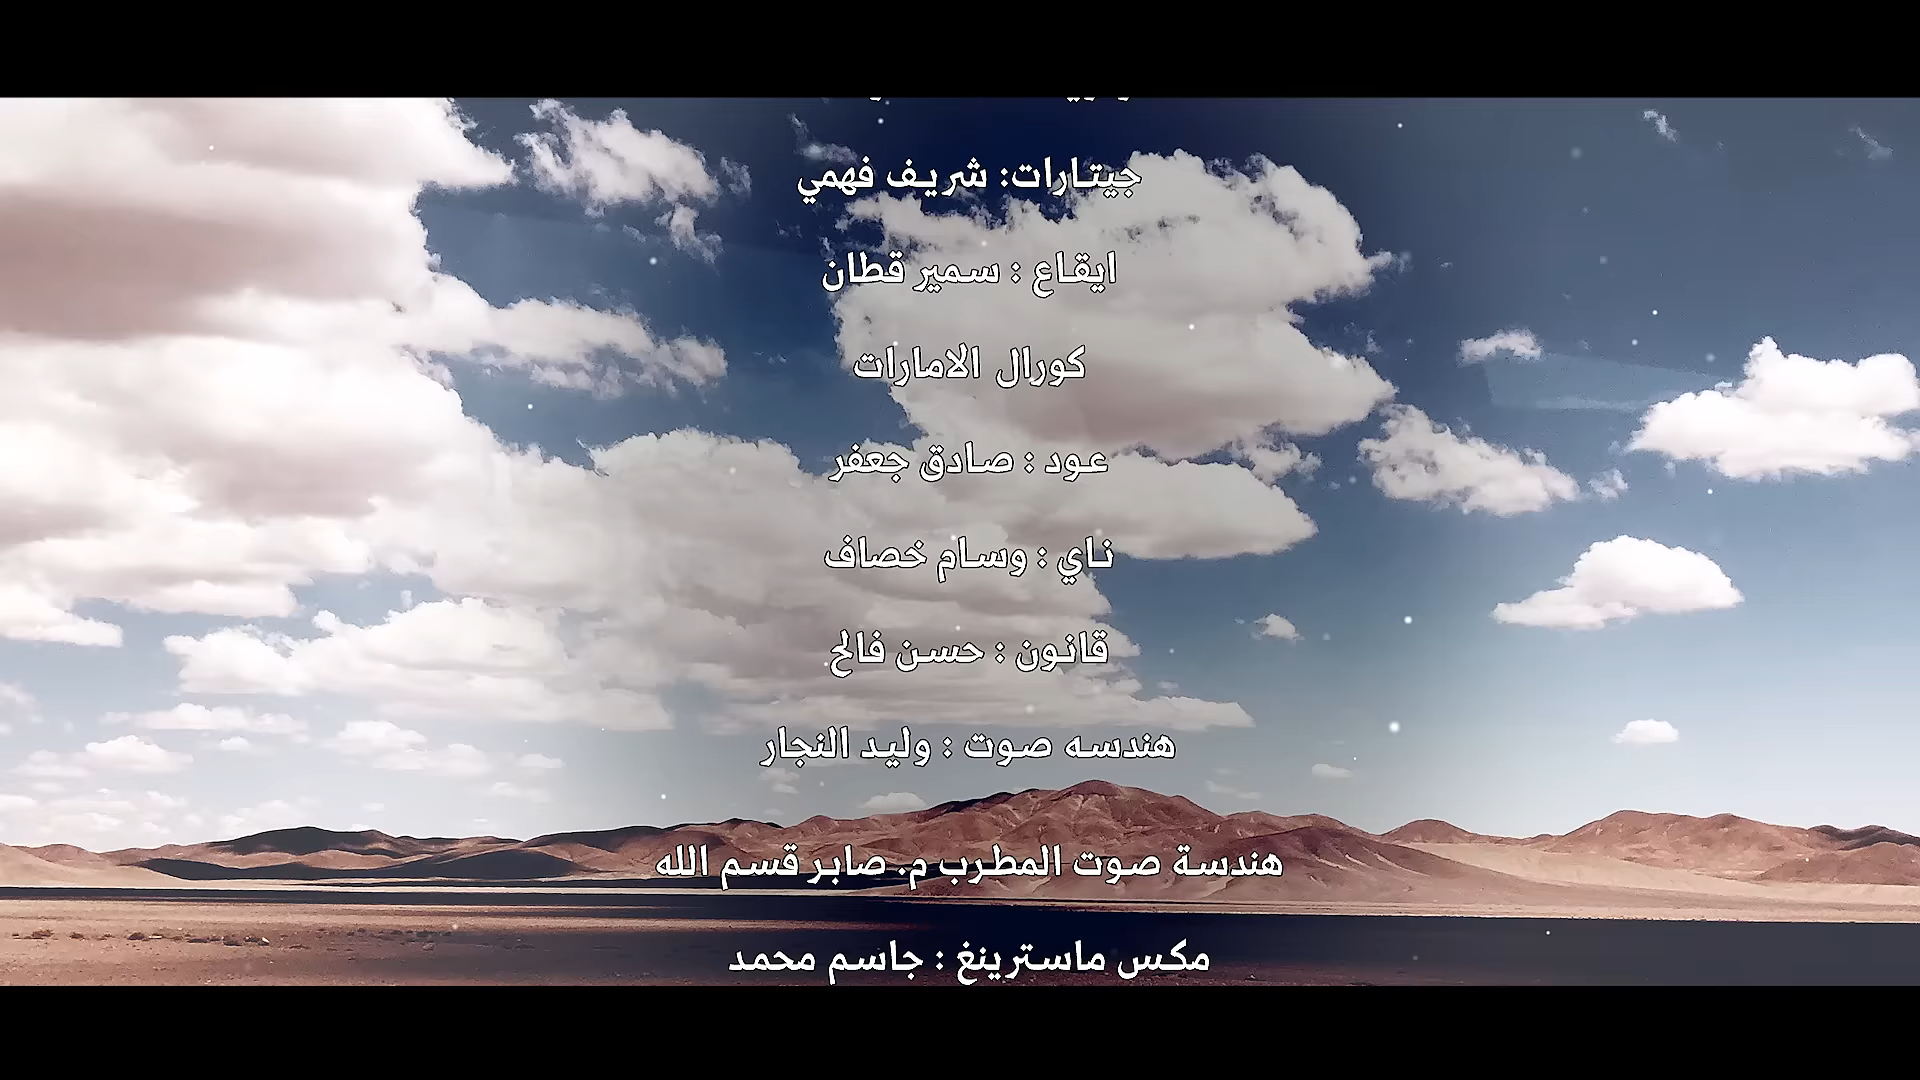 جيتارات: شريف فهمي
ايقاع : سمير قطان
كورال الامارات
عود : صادق جعفر
ناي : وسام خصاف
قانون : حسن فالح
هندسه صوت : وليد النجار
هندسة صوت المطرب م. صابر قسم الله
مكس ماسترينغ : جاسم محمد